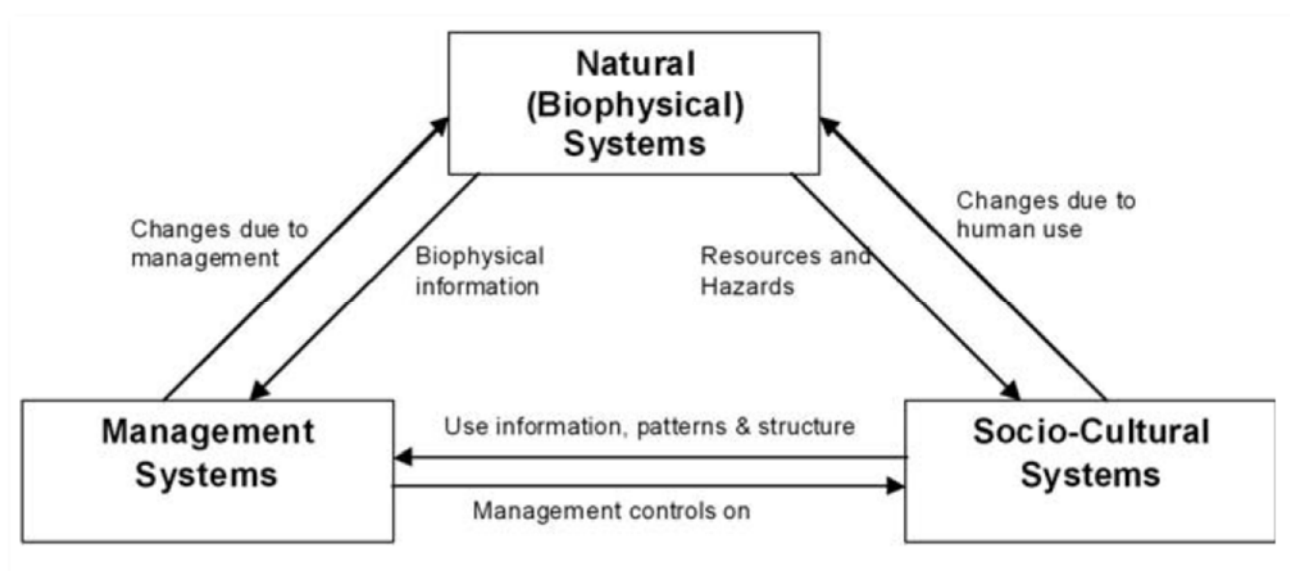 Natural
(Biophysical)
Systems
Changes due to
management
Biophysical
information
Resources and
Hazards
Changes due to
human use
Management
Systems
Use information, patterns & structure
Management controls on
Socio-Cultural
Systems